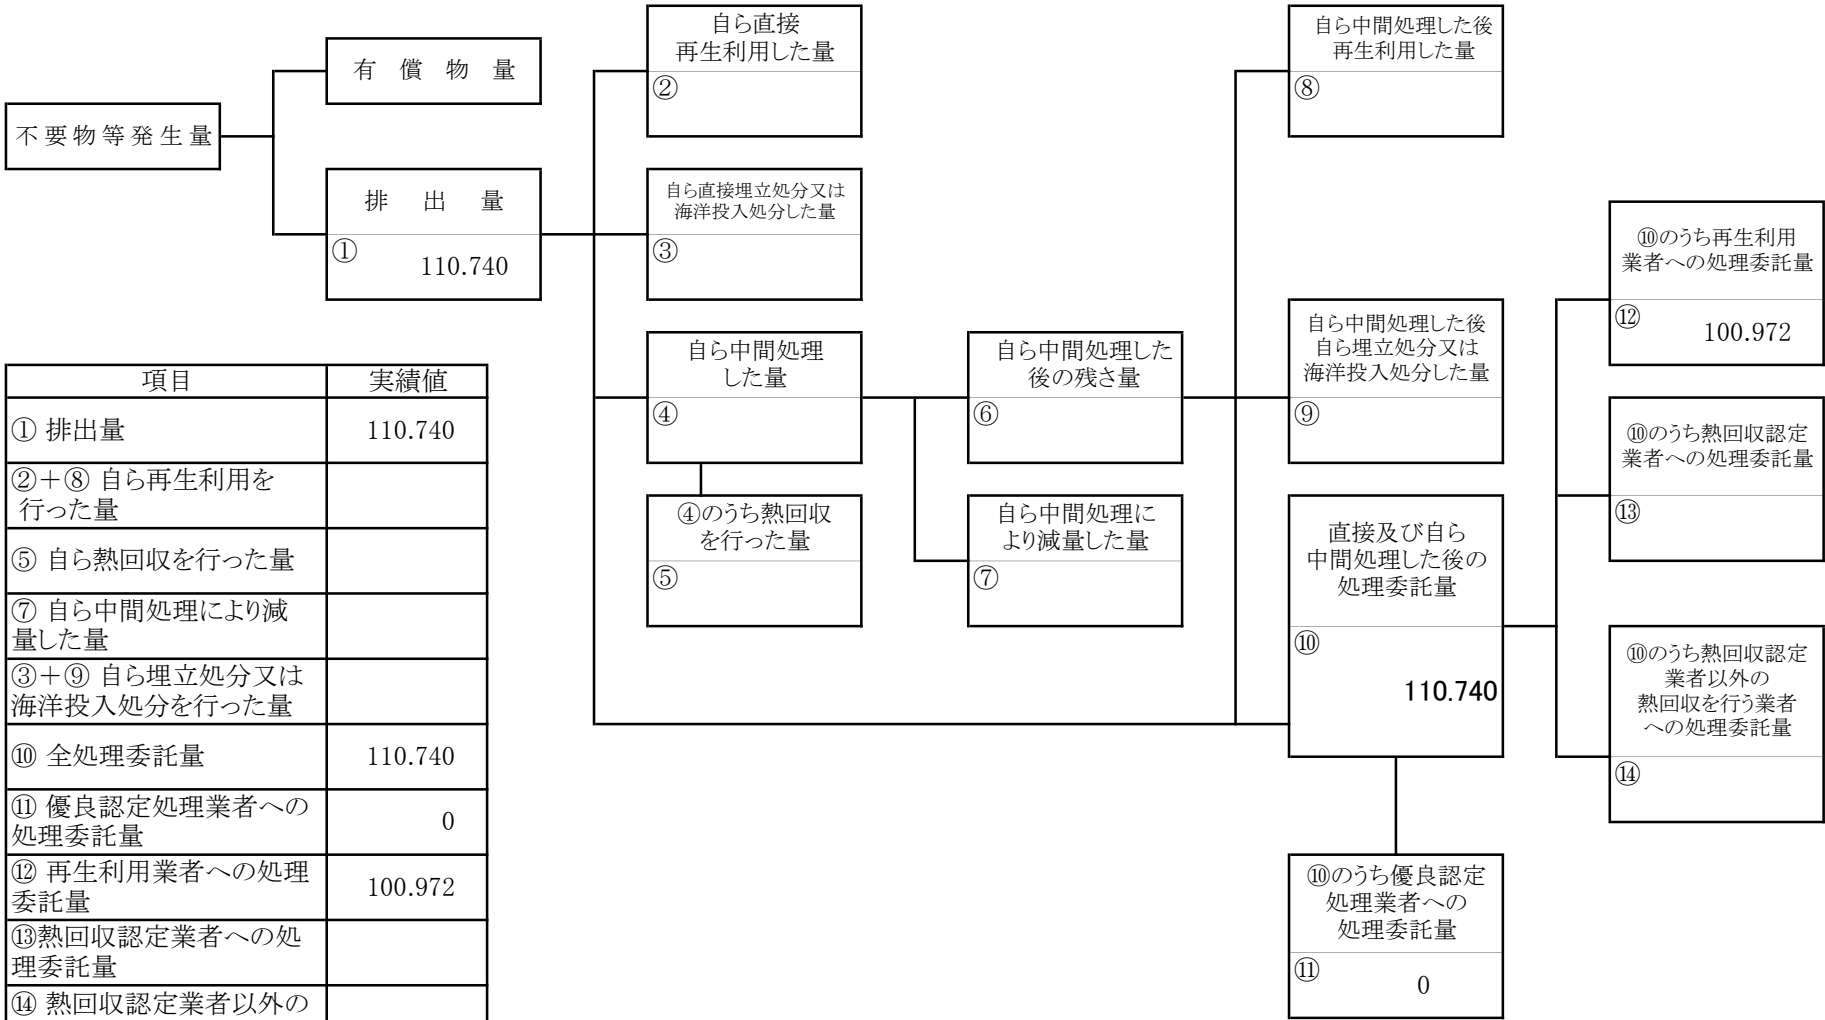 不要物等発生量
有 償 物 量
排 出 量
①
110.740
自ら直接
再生利用した量
②
自ら直接埋立処分又は
海洋投入処分した量
③
自ら中間処理
した量
④
④のうち熱回収
を行った量
⑤
自ら中間処理した
後の残さ量
⑥
自ら中間処理に
より減量した量
⑦
自ら中間処理した後
再生利用した量
⑧
自ら中間処理した後
自ら埋立処分又は
海洋投入処分した量
⑨
直接及び自ら
中間処理した後の
処理委託量
⑩
110.740
⑩のうち優良認定
処理業者への
処理委託量
⑪
0
⑩のうち再生利用
業者への処理委託量
⑫
100.972
⑩のうち熱回収認定
業者への処理委託量
⑬
⑩のうち熱回収認定
業者以外の
熱回収を行う業者
への処理委託量
⑭
項目 実績値
① 排出量 110.740
②+⑧ 自ら再生利用を
行った量
⑤ 自ら熱回収を行った量
⑦ 自ら中間処理により減
量した量
③+⑨ 自ら埋立処分又は
海洋投入処分を行った量
⑩ 全処理委託量 110.740
⑪ 優良認定処理業者への
処理委託量 0
⑫ 再生利用業者への処理
委託量 100.972
⑬熱回収認定業者への処
理委託量
⑭ 熱回収認定業者以外の